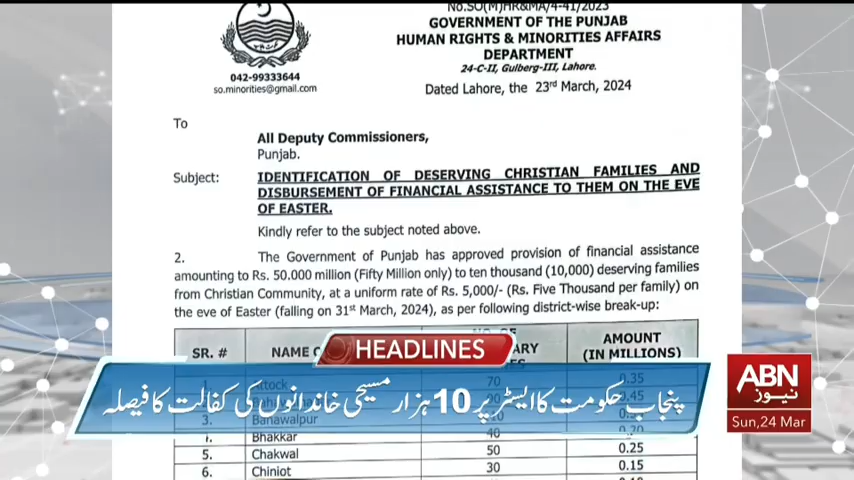 No.SO(M)HR&MA/4-41/2023
GOVERNMENT OF THE PUNJAB
HUMAN RIGHTS & MINORITIES AFFAIRS
DEPARTMENT
24-C-II, Gulberg-III, Lahore.
042-99333644
so.minorities@gmail.com
Dated Lahore, the 23rd March, 2024
To
All Deputy Commissioners,
Punjab.
Subject: IDENTIFICATION OF DESERVING CHRISTIAN FAMILIES AND
DISBURSEMENT OF FINANCIAL ASSISTANCE TO THEM ON THE EVE
OF EASTER.
Kindly refer to the subject noted above.
2. The Government of Punjab has approved provision of financial assistance
amounting to Rs. 50.000 million (Fifty Million only) to ten thousand (10,000) deserving families
from Christian Community, at a uniform rate of Rs. 5,000/- (Rs. Five Thousand per family) on
the eve of Easter (falling on 31st March, 2024), as per following district-wise break-up:
SR. # NAME AMOUNT
(IN MILLIONS)
HEADLINES
Attock 70 0.35
پنجاب حکومت کا ایسٹر پر 10 ہزار مسیحی خاندانوں کی کفالت کا فیصلہ
Bhakkar 40
5. Chakwal 50 0.25
6. Chiniot 30 0.15
ABN
نیوز
Sun,24 Mar